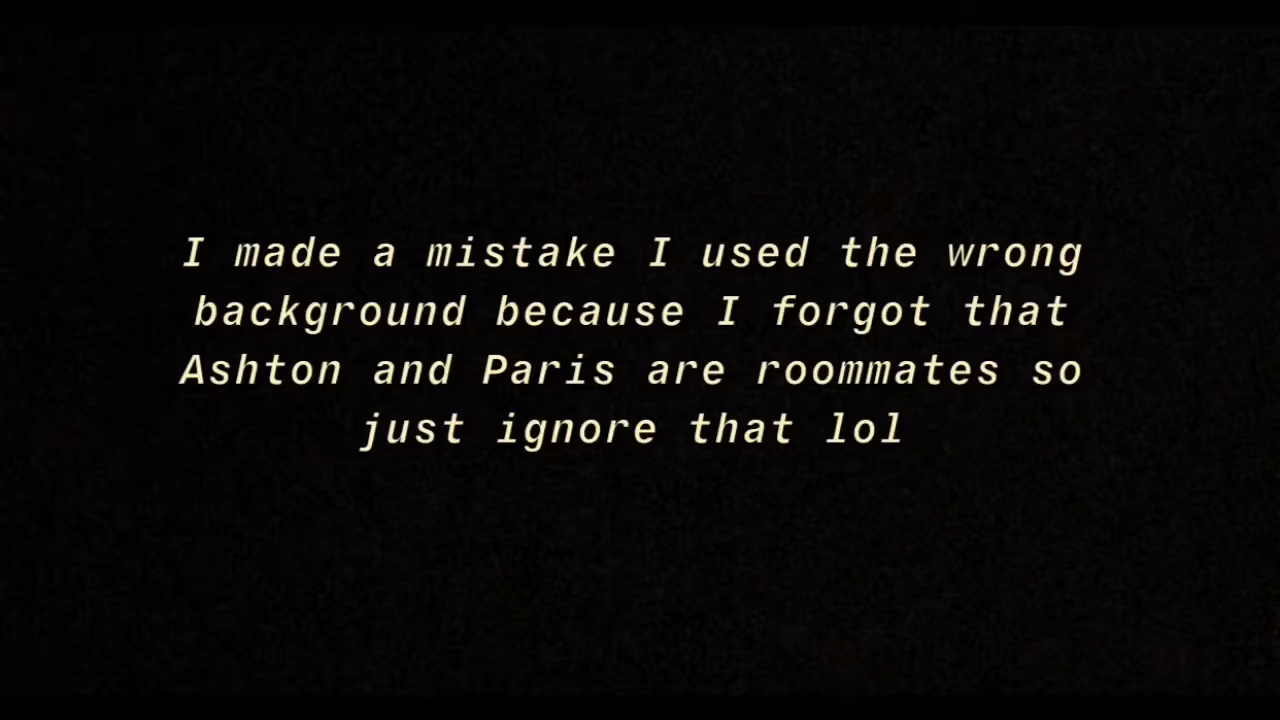 I made a mistake I used the wrong
background because I forgot that
Ashton and Paris are roommates so
just ignore that lol